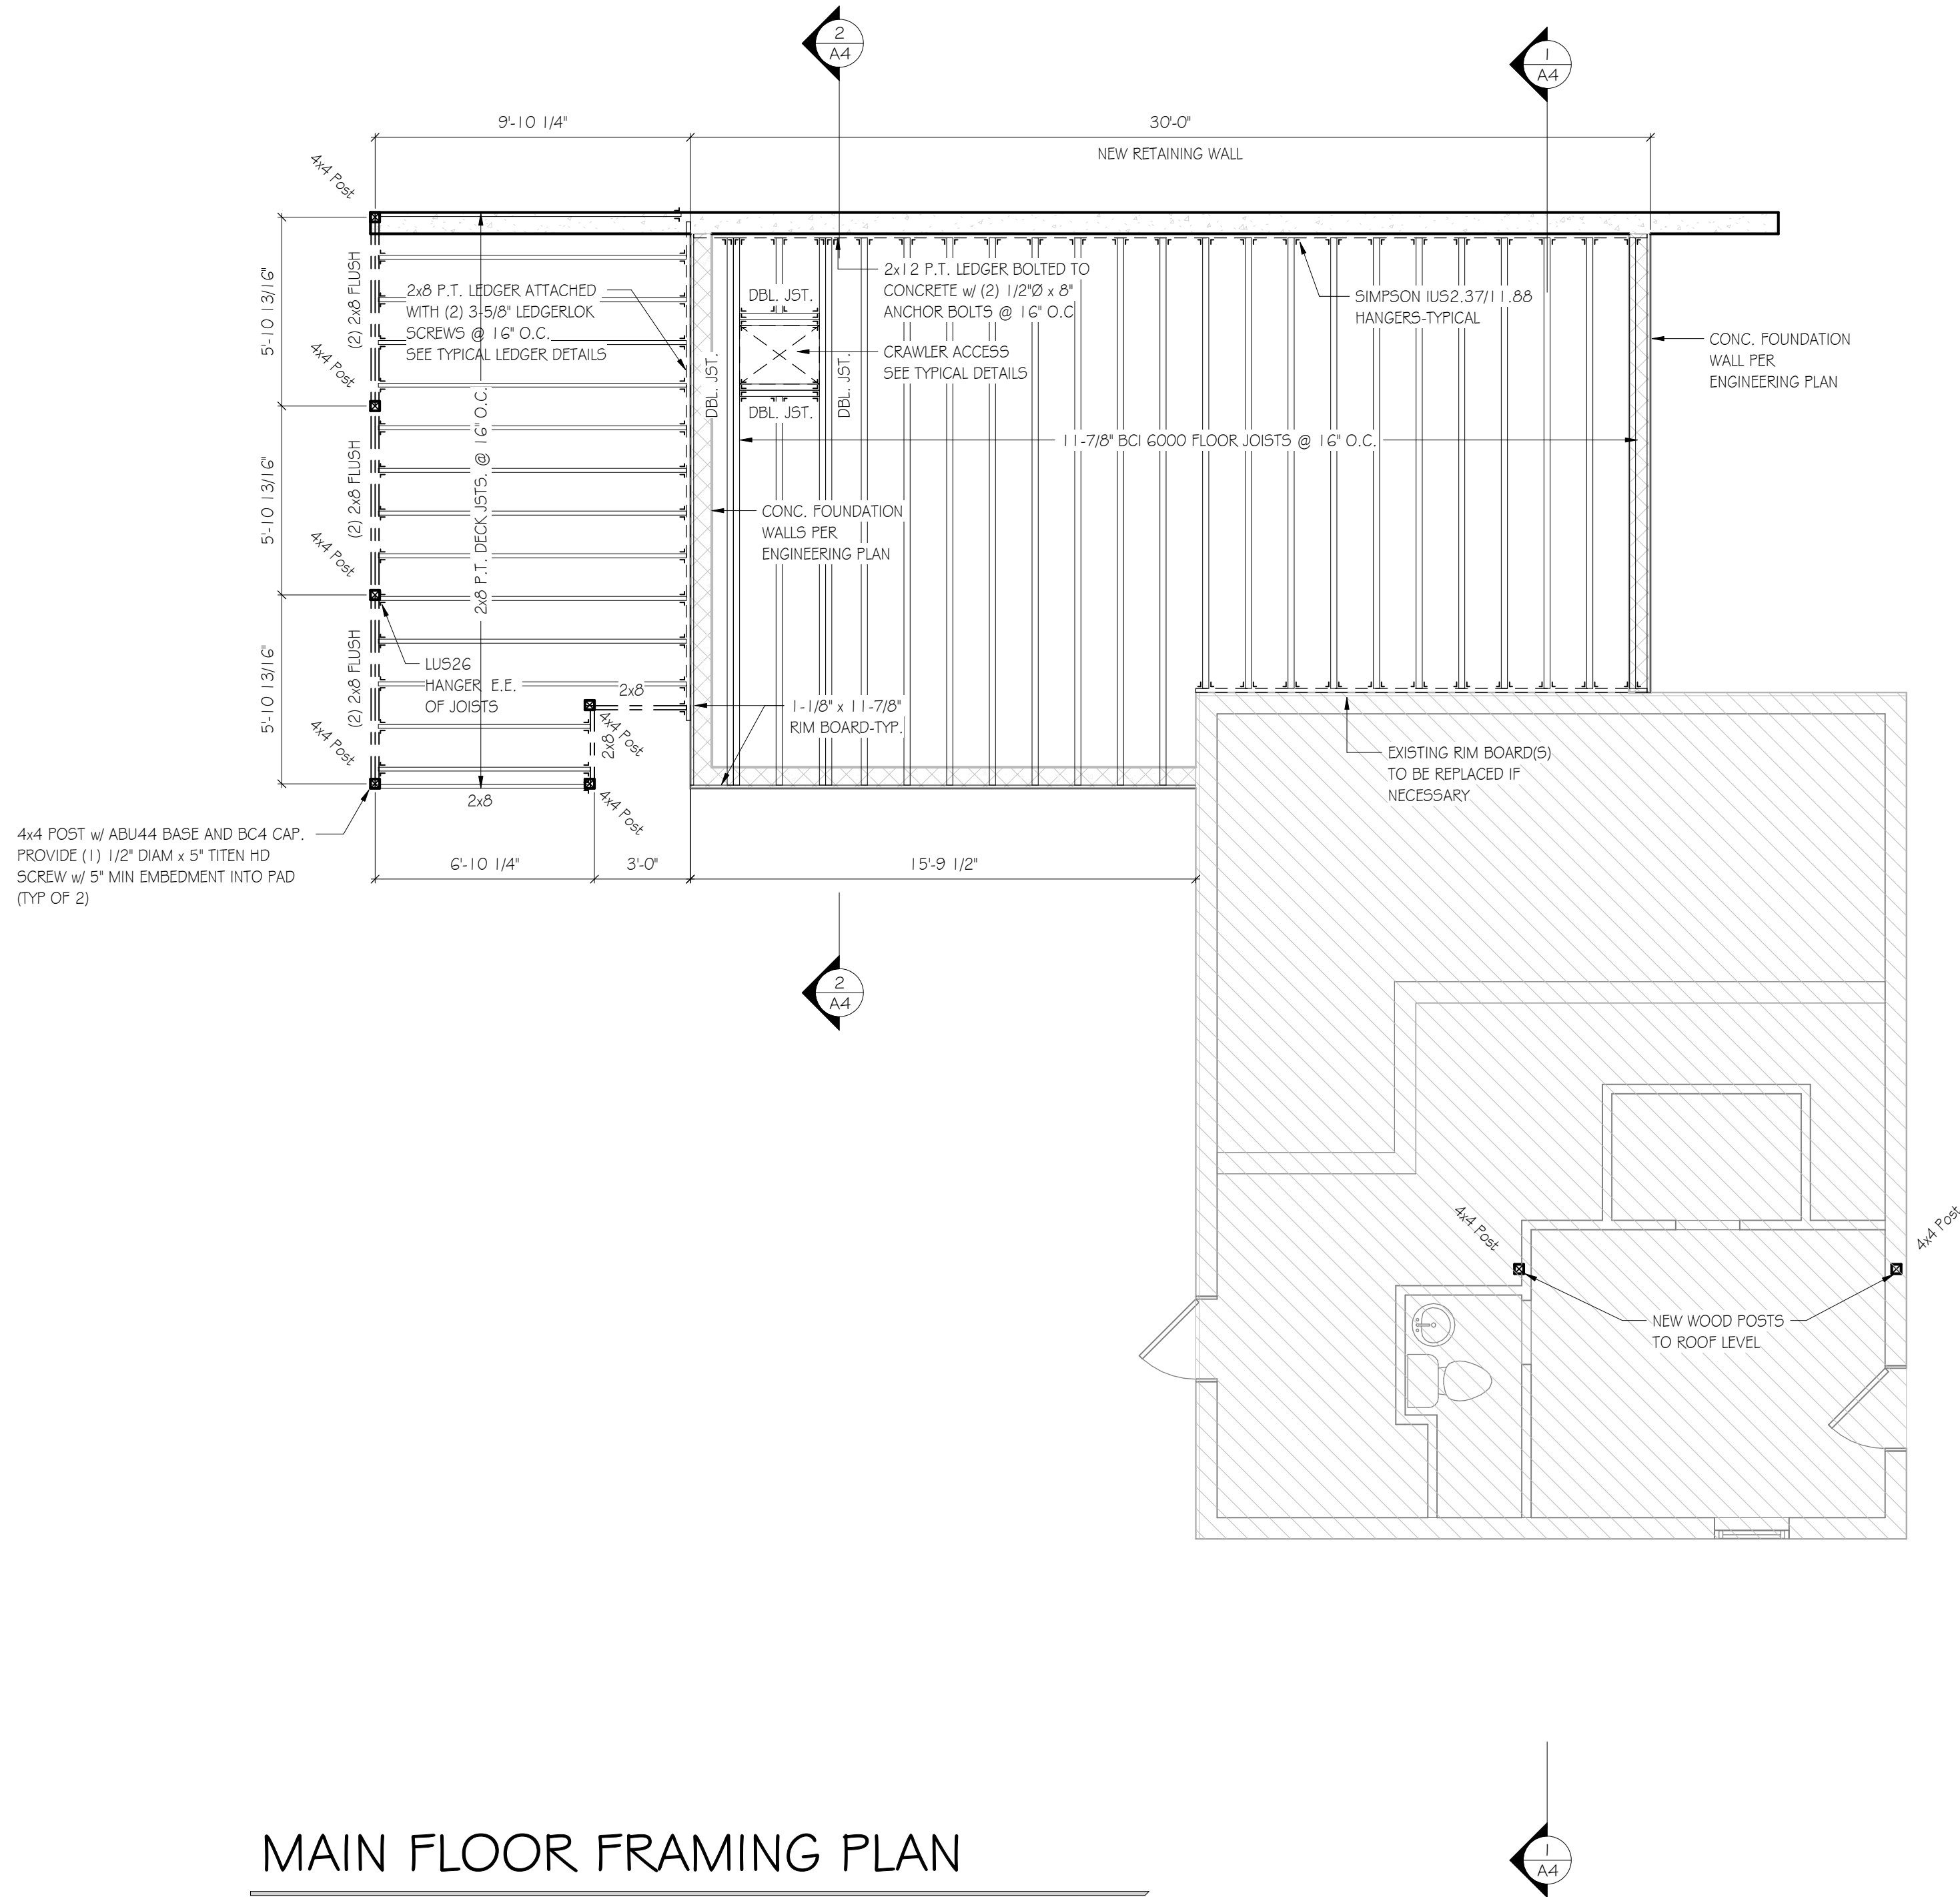 2
A4
1
A4
9'-10 1/4"
30'-0"
NEW RETAINING WALL
4x4 Post
5'-10 13/16"
(2) 2x8 FLUSH
2x8 P.T. LEDGER ATTACHED
WITH (2) 3-5/8" LEDGERLOK
SCREWS @ 16" O.C.
SEE TYPICAL LEDGER DETAILS
DBL. JST.
2x12 P.T. LEDGER BOLTED TO
CONCRETE w/ (2) 1/2"Ø x 8"
ANCHOR BOLTS @ 16" O.C
SIMPSON IUS2.37/11.88
HANGERS-TYPICAL
CONC. FOUNDATION
WALL PER
ENGINEERING PLAN
CRAWLER ACCESS
SEE TYPICAL DETAILS
DBL. JST.
DBL. JST.
DBL. JST.
4x4 Post
11-7/8" BCI 6000 FLOOR JOISTS @ 16" O.C.
5'-10 13/16"
(2) 2x8 FLUSH
2x8 P.T. DECK JSTS. @ 16" O.C.
CONC. FOUNDATION
WALLS PER
ENGINEERING PLAN
4x4 Post
5'-10 13/16"
(2) 2x8 FLUSH
LUS26
HANGER E.E.
OF JOISTS
2x8
4x4 Post
2x8
1-1/8" x 11-7/8"
RIM BOARD-TYP.
EXISTING RIM BOARD(S)
TO BE REPLACED IF
NECESSARY
4x4 Post
2x8
4x4 Post
4x4 POST w/ ABU44 BASE AND BC4 CAP.
PROVIDE (1) 1/2" DIAM x 5" TITEN HD
SCREW w/ 5" MIN EMBEDMENT INTO PAD
(TYP OF 2)
6'-10 1/4"
3'-0"
15'-9 1/2"
2
A4
4x4 Post
4x4 Post
NEW WOOD POSTS
TO ROOF LEVEL
MAIN FLOOR FRAMING PLAN
1
A4